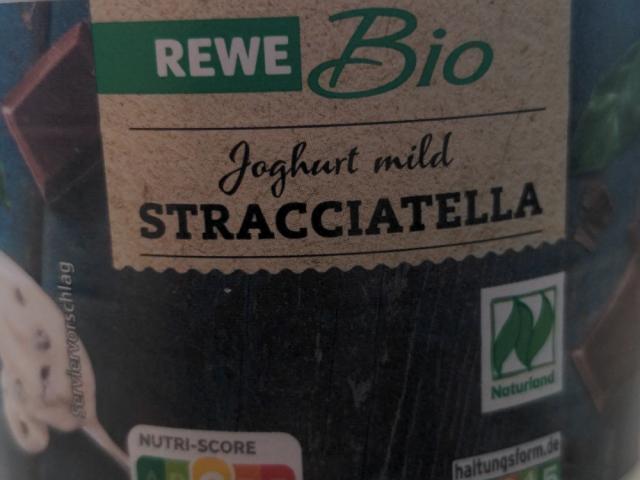 REWE Bio
Joghurt mild
STRACCIATELLA
Serviervorschlag
Naturland
NUTRI-SCORE
haltungsform.de